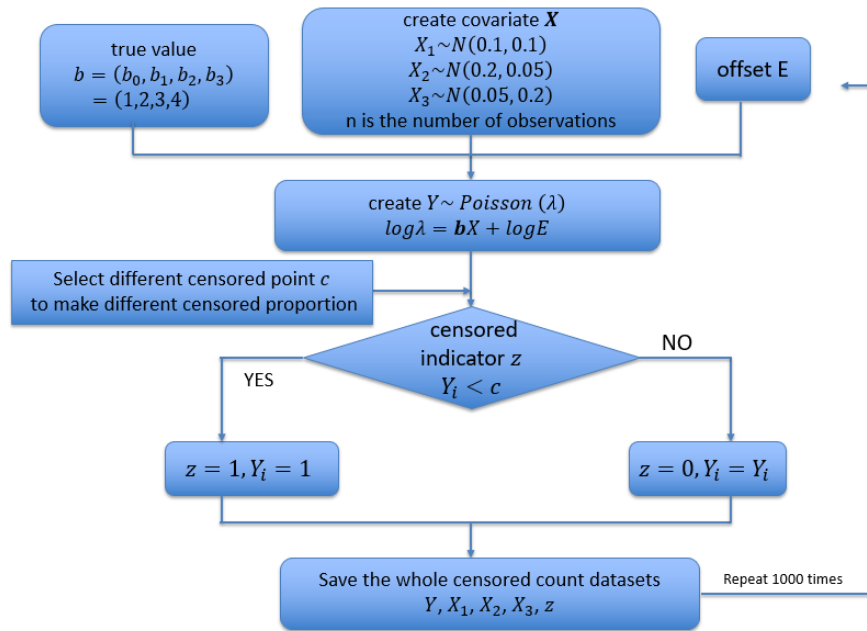 true value
b = (b₀, b₁, b₂, b₃)
= (1,2,3,4)
create covariate X
X₁~N(0.1, 0.1)
X₂~N(0.2, 0.05)
X₃~N(0.05, 0.2)
n is the number of observations
offset E
create Y~ Poisson (λ)
logλ = bX + logE
Select different censored point c
to make different censored proportion
censored
indicator z
Yᵢ < c
YES
NO
z = 1, Yᵢ = 1
z = 0, Yᵢ = Yᵢ
Save the whole censored count datasets
Y, X₁, X₂, X₃, z
Repeat 1000 times